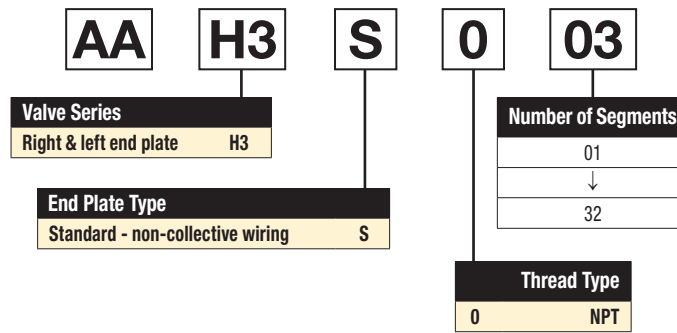 AA H3 S 0 03
Valve Series
Right & left end plate H3
Number of Segments
01
↓
32
End Plate Type
Standard - non-collective wiring S
Thread Type
0 NPT